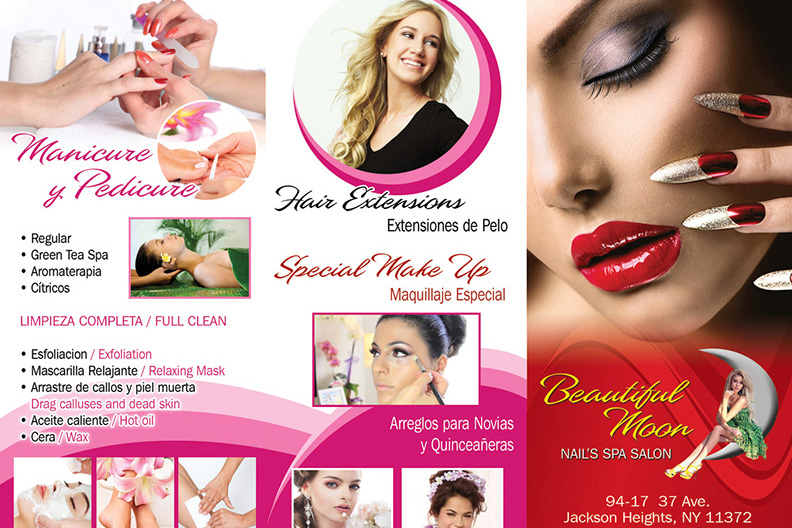 Manicure
y Pedicure
• Regular
• Green Tea Spa
• Aromaterapia
• Cítricos
LIMPIEZA COMPLETA / FULL CLEAN
• Esfoliacion / Exfoliation
• Mascarilla Relajante / Relaxing Mask
• Arrastre de callos y piel muerta
Drag calluses and dead skin
• Aceite caliente / Hot oil
• Cera / Wax
Hair Extensions
Extensiones de Pelo
Special Make Up
Maquillaje Especial
Arreglos para Novias
y Quinceañeras
Beautiful
Moon
NAIL'S SPA SALON
94-17 37 Ave.
Jackson Heights, NY 11372